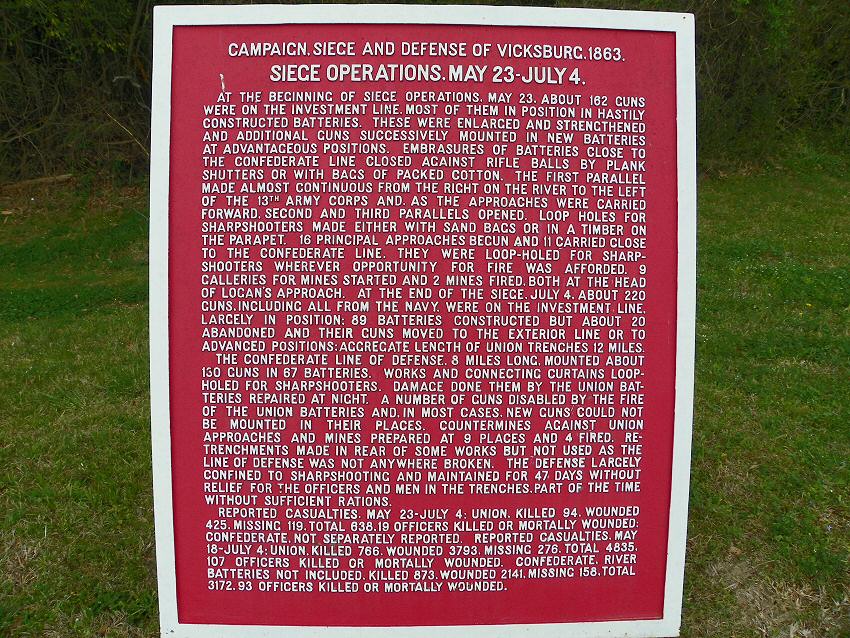 CAMPAIGN. SIEGE AND DEFENSE OF VICKSBURG. 1863.
SIEGE OPERATIONS. MAY 23-JULY 4.
AT THE BEGINNING OF SIEGE OPERATIONS. MAY 23. ABOUT 162 GUNS
WERE ON THE INVESTMENT LINE. MOST OF THEM IN POSITION IN HASTILY
CONSTRUCTED BATTERIES. THESE WERE ENLARGED AND STRENGTHENED
AND ADDITIONAL GUNS SUCCESSIVELY MOUNTED IN NEW BATTERIES
AT ADVANTAGEOUS POSITIONS. EMBRASURES OF BATTERIES CLOSE TO
THE CONFEDERATE LINE CLOSED AGAINST RIFLE BALLS BY PLANK
SHUTTERS OR WITH BAGS OF PACKED COTTON. THE FIRST PARALLEL
MADE ALMOST CONTINUOUS FROM THE RIGHT ON THE RIVER TO THE LEFT
OF THE 13TH ARMY CORPS AND. AS THE APPROACHES WERE CARRIED
FORWARD. SECOND AND THIRD PARALLELS OPENED. LOOP HOLES FOR
SHARPSHOOTERS MADE EITHER WITH SAND BAGS OR IN A TIMBER ON
THE PARAPET. 16 PRINCIPAL APPROACHES BEGUN AND 11 CARRIED CLOSE
TO THE CONFEDERATE LINE. THEY WERE LOOP-HOLED FOR SHARP-
SHOOTERS WHEREVER OPPORTUNITY FOR FIRE WAS AFFORDED. 9
GALLERIES FOR MINES STARTED AND 2 MINES FIRED. BOTH AT THE HEAD
OF LOGAN'S APPROACH. AT THE END OF THE SIEGE. JULY 4. ABOUT 220
GUNS. INCLUDING ALL FROM THE NAVY. WERE ON THE INVESTMENT LINE.
LARGELY IN POSITION: 89 BATTERIES CONSTRUCTED BUT ABOUT 20
ABANDONED AND THEIR GUNS MOVED TO THE EXTERIOR LINE OR TO
ADVANCED POSITIONS: AGGREGATE LENGTH OF UNION TRENCHES 12 MILES.
THE CONFEDERATE LINE OF DEFENSE. 8 MILES LONG. MOUNTED ABOUT
130 GUNS IN 67 BATTERIES. WORKS AND CONNECTING CURTAINS LOOP-
HOLED FOR SHARPSHOOTERS. DAMAGE DONE THEM BY THE UNION BAT-
TERIES REPAIRED AT NIGHT. A NUMBER OF GUNS DISABLED BY THE FIRE
OF THE UNION BATTERIES AND. IN MOST CASES. NEW GUNS COULD NOT
BE MOUNTED IN THEIR PLACES. COUNTERMINES AGAINST UNION
APPROACHES AND MINES PREPARED AT 9 PLACES AND 4 FIRED. RE-
TRENCHMENTS MADE IN REAR OF SOME WORKS BUT NOT USED AS THE
LINE OF DEFENSE WAS NOT ANYWHERE BROKEN. THE DEFENSE LARGELY
CONFINED TO SHARPSHOOTING AND MAINTAINED FOR 47 DAYS WITHOUT
RELIEF FOR THE OFFICERS AND MEN IN THE TRENCHES. PART OF THE TIME
WITHOUT SUFFICIENT RATIONS.
REPORTED CASUALTIES. MAY 23-JULY 4: UNION. KILLED 94. WOUNDED
425. MISSING 119. TOTAL 638. 19 OFFICERS KILLED OR MORTALLY WOUNDED:
CONFEDERATE. NOT SEPARATELY REPORTED. REPORTED CASUALTIES. MAY
18-JULY 4: UNION. KILLED 766. WOUNDED 3793. MISSING 276. TOTAL 4835.
107 OFFICERS KILLED OR MORTALLY WOUNDED. CONFEDERATE. RIVER
BATTERIES NOT INCLUDED. KILLED 873. WOUNDED 2141. MISSING 158. TOTAL
3172. 93 OFFICERS KILLED OR MORTALLY WOUNDED.